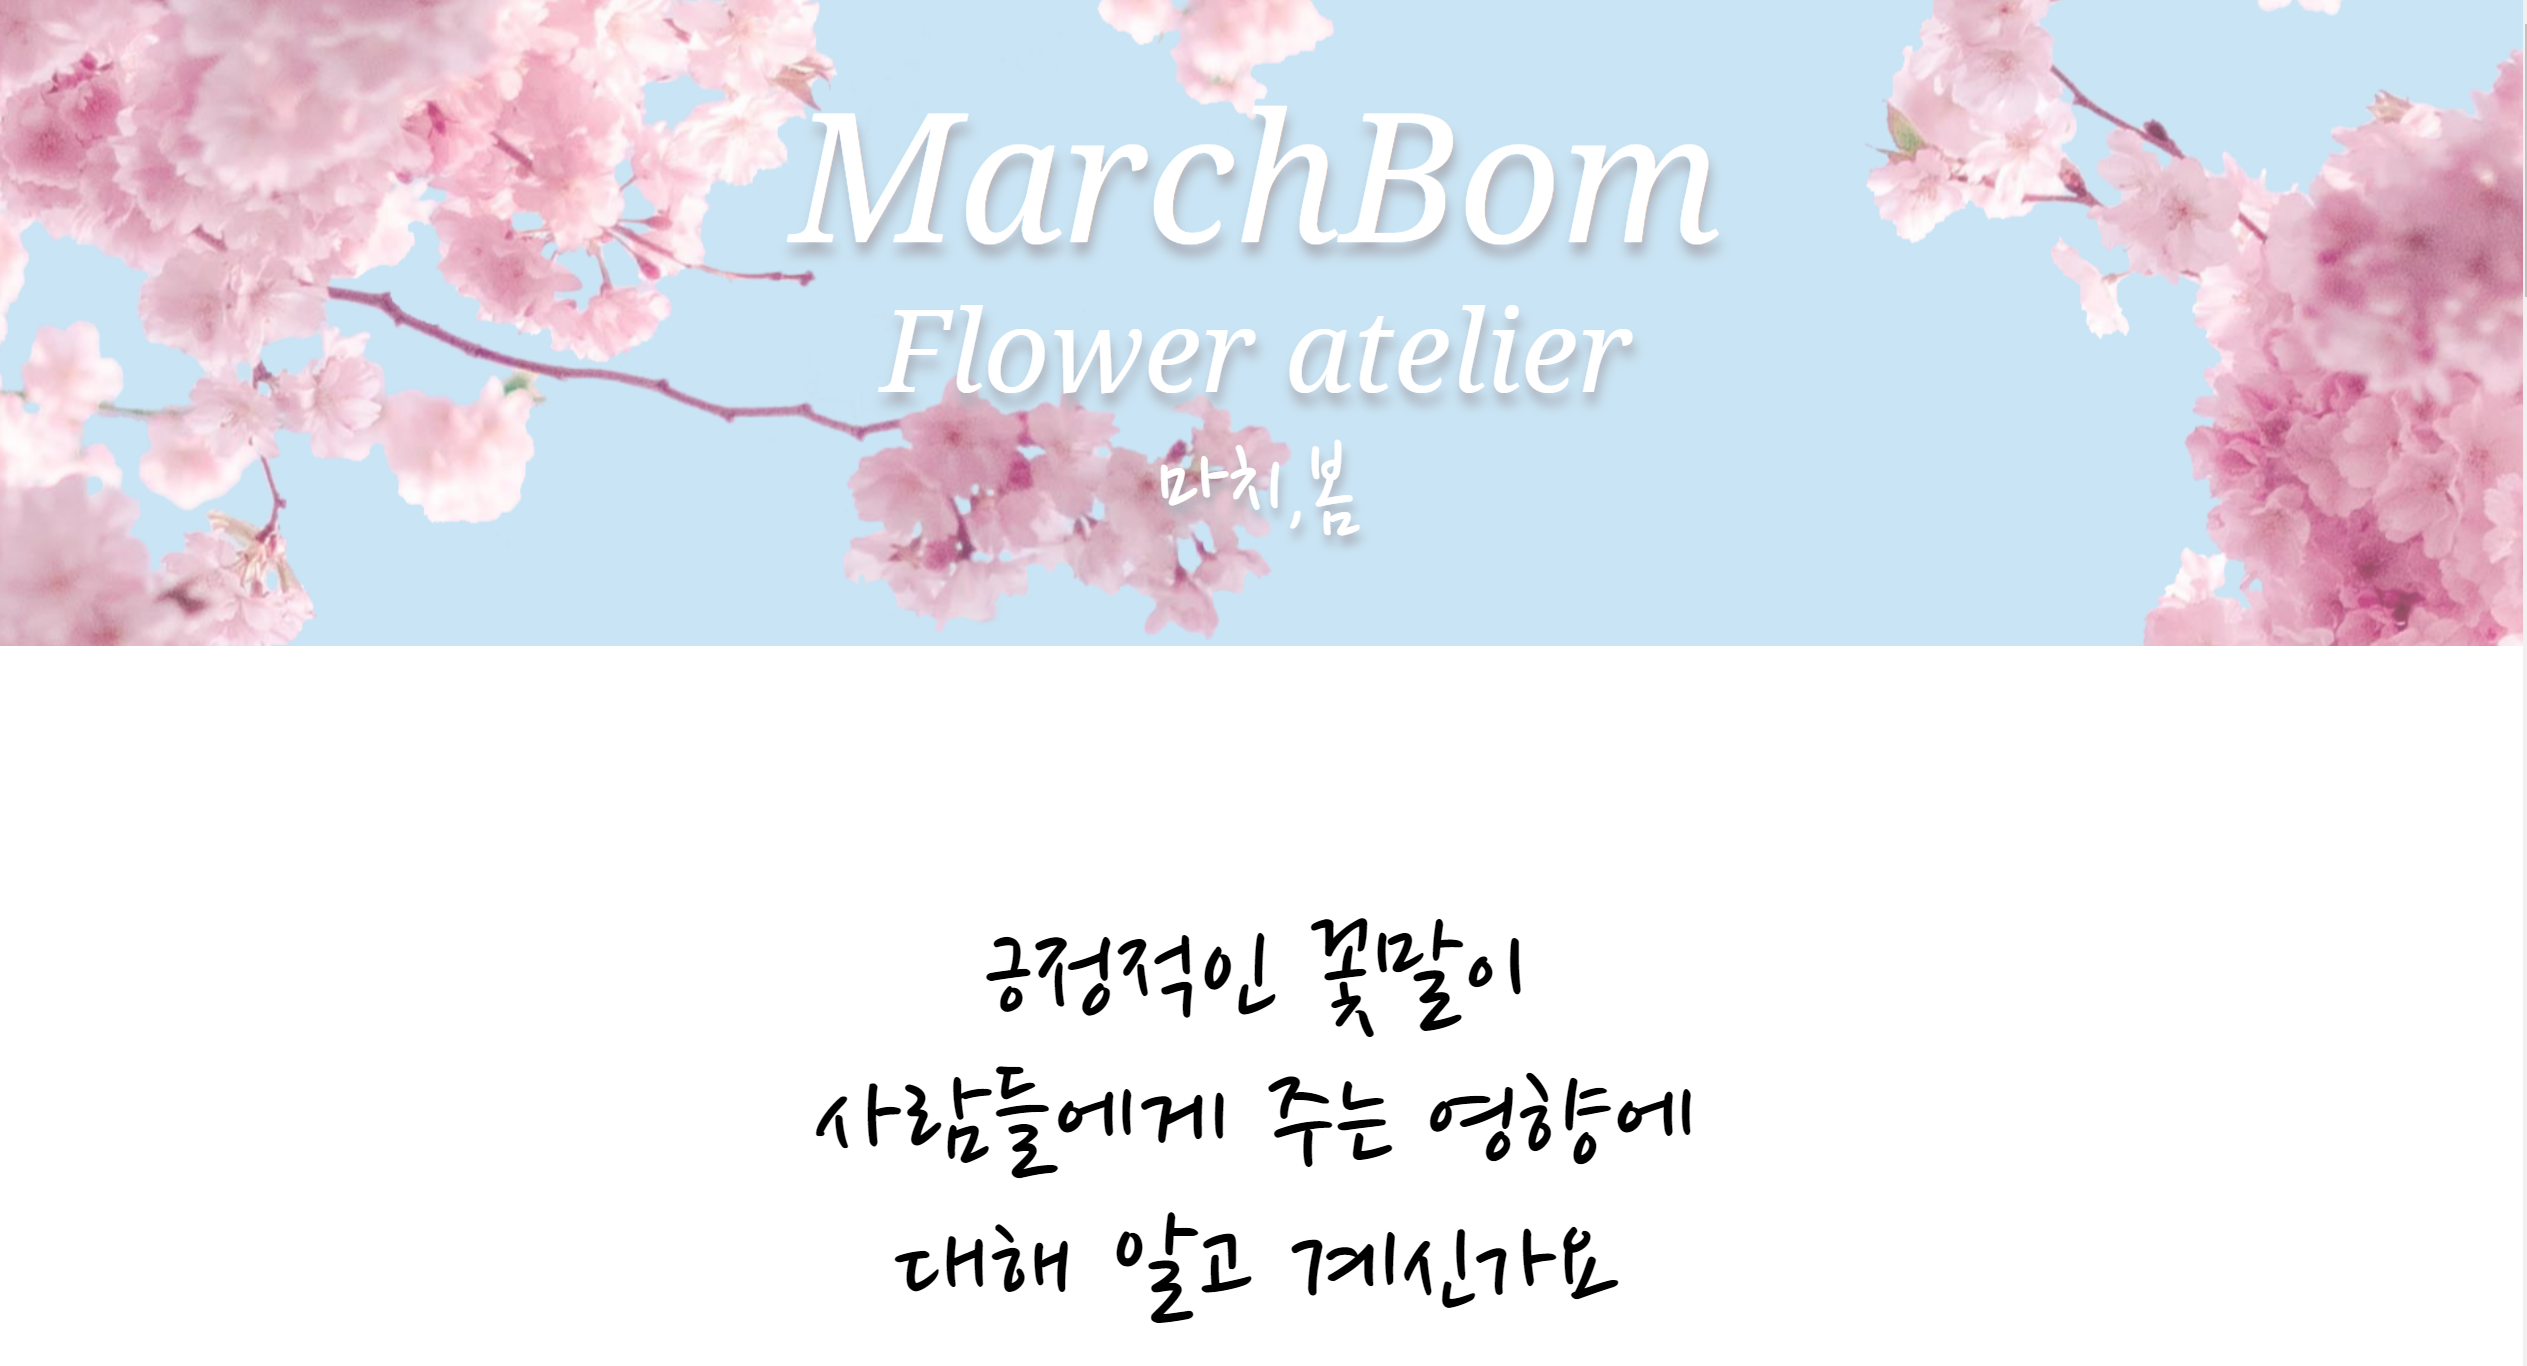 MarchBom
Flower atelier
마치,봄
긍정적인 꽃말이
사람들에게 주는 영향에
대해 알고 계신가요